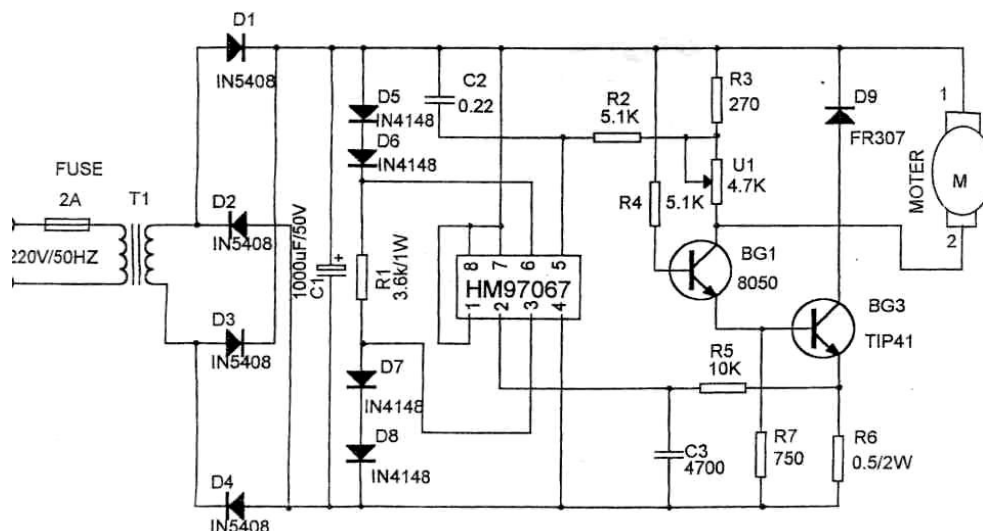 D1
IN5408
FUSE
2A
T1
220V/50HZ
D2
IN5408
D3
IN5408
D4
IN5408
1000uF/50V
C1
+
D5
IN4148
D6
IN4148
R1
3.6k/1W
D7
IN4148
D8
IN4148
C2
0.22
8 7 6 5
HM97067
1 2 3 4
R2
5.1K
R4
5.1K
R3
270
U1
4.7K
BG1
8050
D9
FR307
1
MOTER
M
2
BG3
TIP41
R5
10K
C3
4700
R7
750
R6
0.5/2W